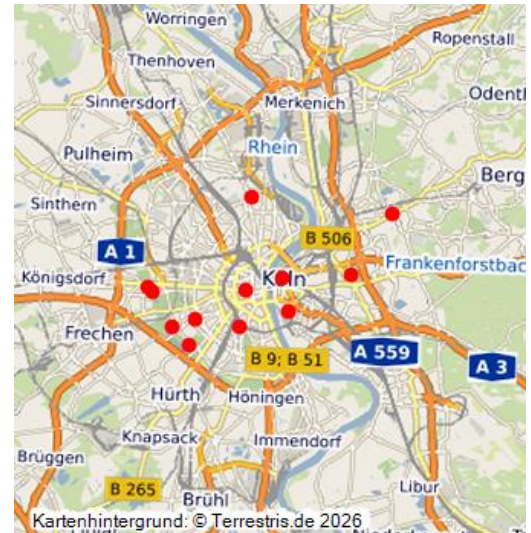 Worringen
Ropenstall
Thenhoven
Odenth
Sinnersdorf
Merkenich
Rhein
Pulheim
Berg
Sinthern
B 506
A 1
Königsdorf
Köln
Frankenforstbac
Frechen
A 559
B 9; B 51
A 3
Hürth
Höningen
Knapsack
Immendorf
Brüggen
B 265
Brühl
Libur
Kartenhintergrund: © Terrestris.de 2026